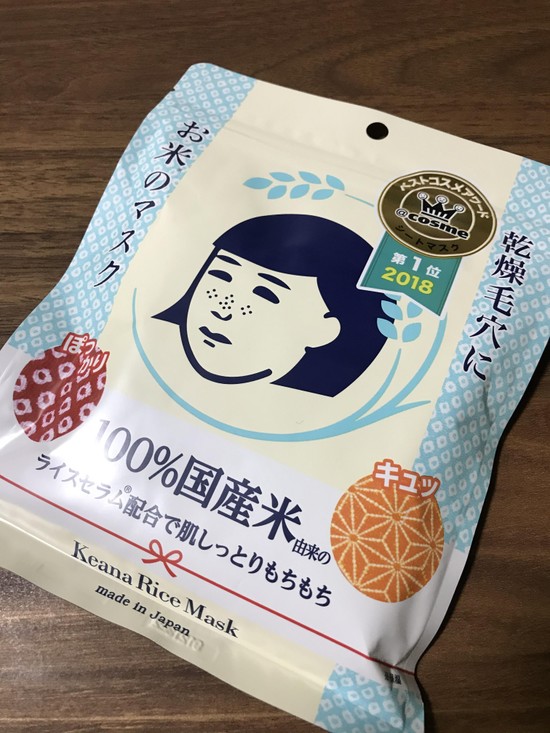 乾燥毛穴に
お米のマスク
ベストコスメアワード
@cosme
シートマスク
第1位
2018
ぽっかり
キュッ
100%国産米由来の
ライスセラム®配合で肌しっとりもちもち
Keana Rice Mask
made in Japan